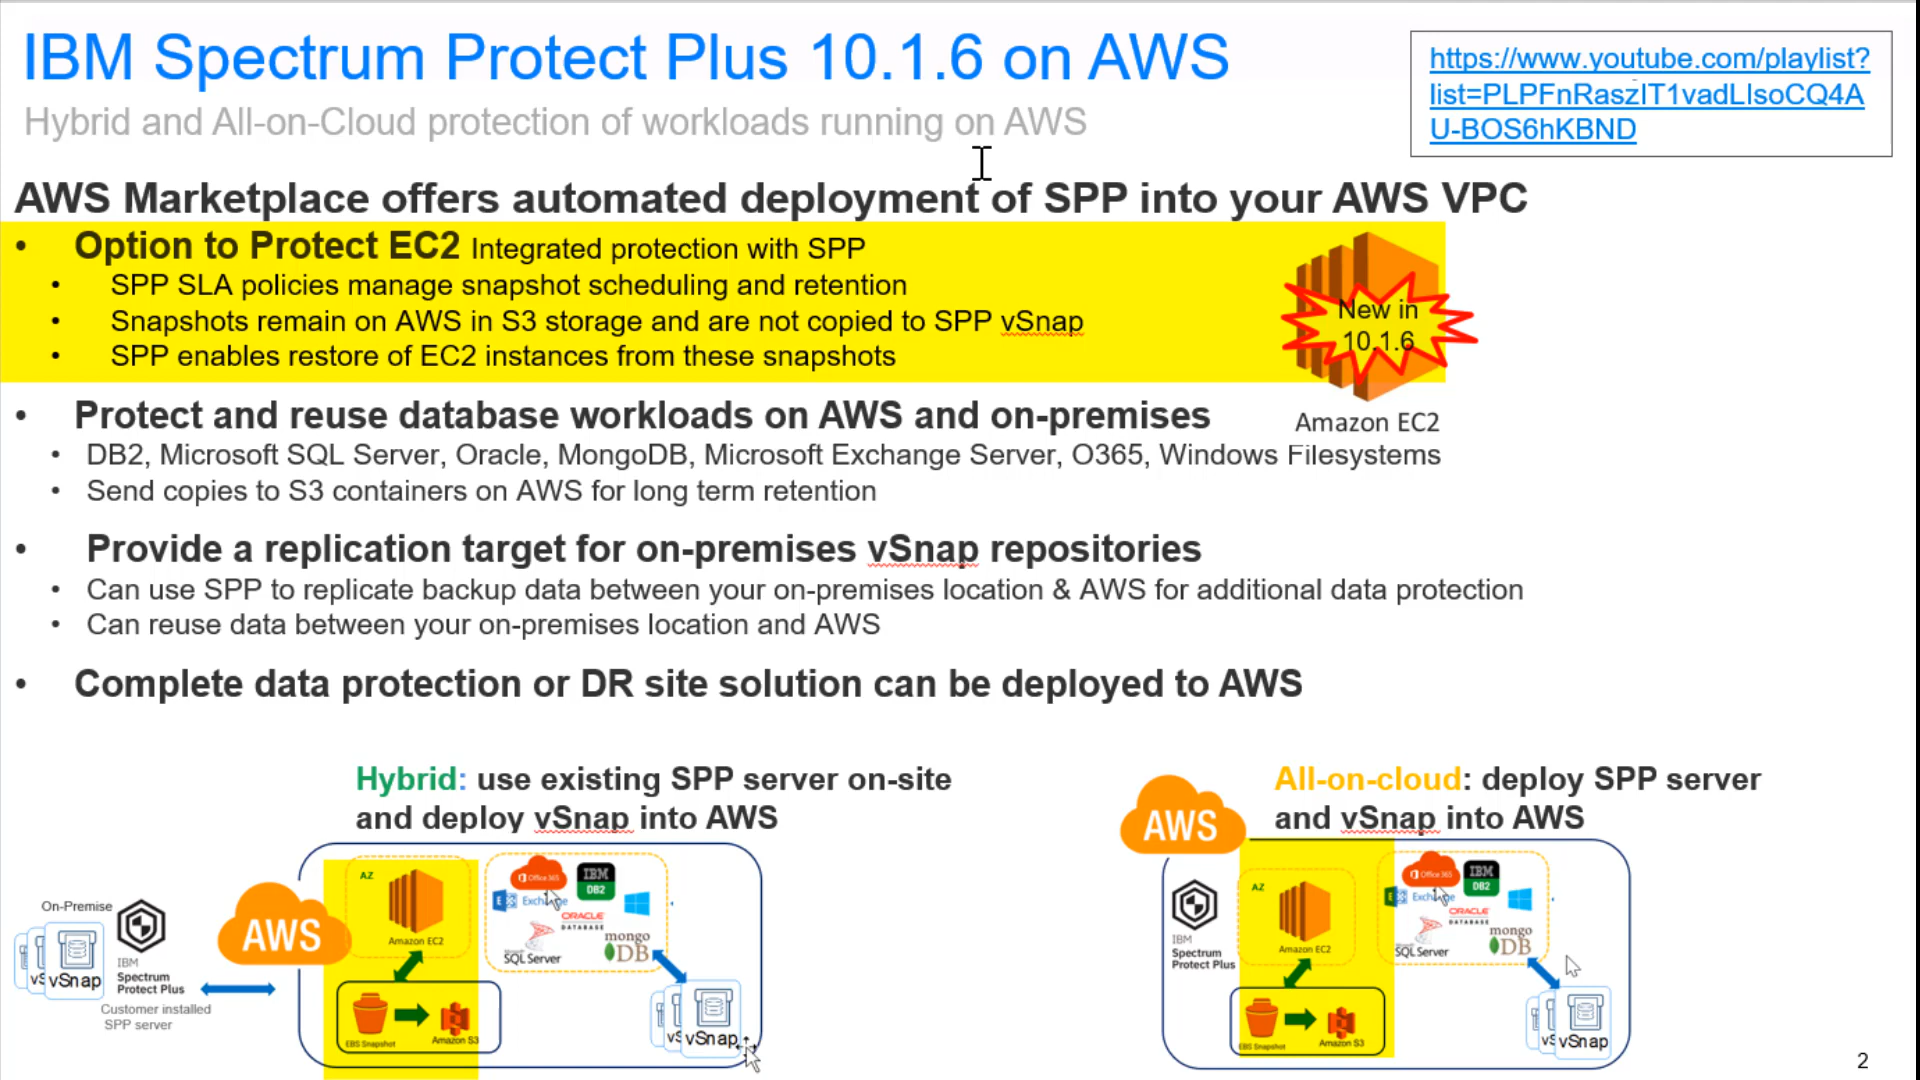 IBM Spectrum Protect Plus 10.1.6 on AWS
Hybrid and All-on-Cloud protection of workloads running on AWS
https://www.youtube.com/playlist?
list=PLPFnRaszIT1vadLIsoCQ4A
U-BOS6hKBND
AWS Marketplace offers automated deployment of SPP into your AWS VPC
• Option to Protect EC2 Integrated protection with SPP
• SPP SLA policies manage snapshot scheduling and retention
• Snapshots remain on AWS in S3 storage and are not copied to SPP vSnap
• SPP enables restore of EC2 instances from these snapshots
New in
10.1.6
Amazon EC2
• Protect and reuse database workloads on AWS and on-premises
• DB2, Microsoft SQL Server, Oracle, MongoDB, Microsoft Exchange Server, O365, Windows Filesystems
• Send copies to S3 containers on AWS for long term retention
• Provide a replication target for on-premises vSnap repositories
• Can use SPP to replicate backup data between your on-premises location & AWS for additional data protection
• Can reuse data between your on-premises location and AWS
• Complete data protection or DR site solution can be deployed to AWS
Hybrid: use existing SPP server on-site
and deploy vSnap into AWS
On-Premise
vSnap
IBM
Spectrum
Protect Plus
Customer installed
SPP server
AWS
AZ
Amazon EC2
EBS Snapshot
Amazon S3
Office 365
IBM
DB2
Exchange
ORACLE
DATABASE
SQL Server
mongo
DB
vSnap
All-on-cloud: deploy SPP server
and vSnap into AWS
AWS
IBM
Spectrum
Protect Plus
AZ
Amazon EC2
EBS Snapshot
Amazon S3
Office 365
IBM
DB2
Exchange
ORACLE
DATABASE
SQL Server
mongo
DB
vSnap
2